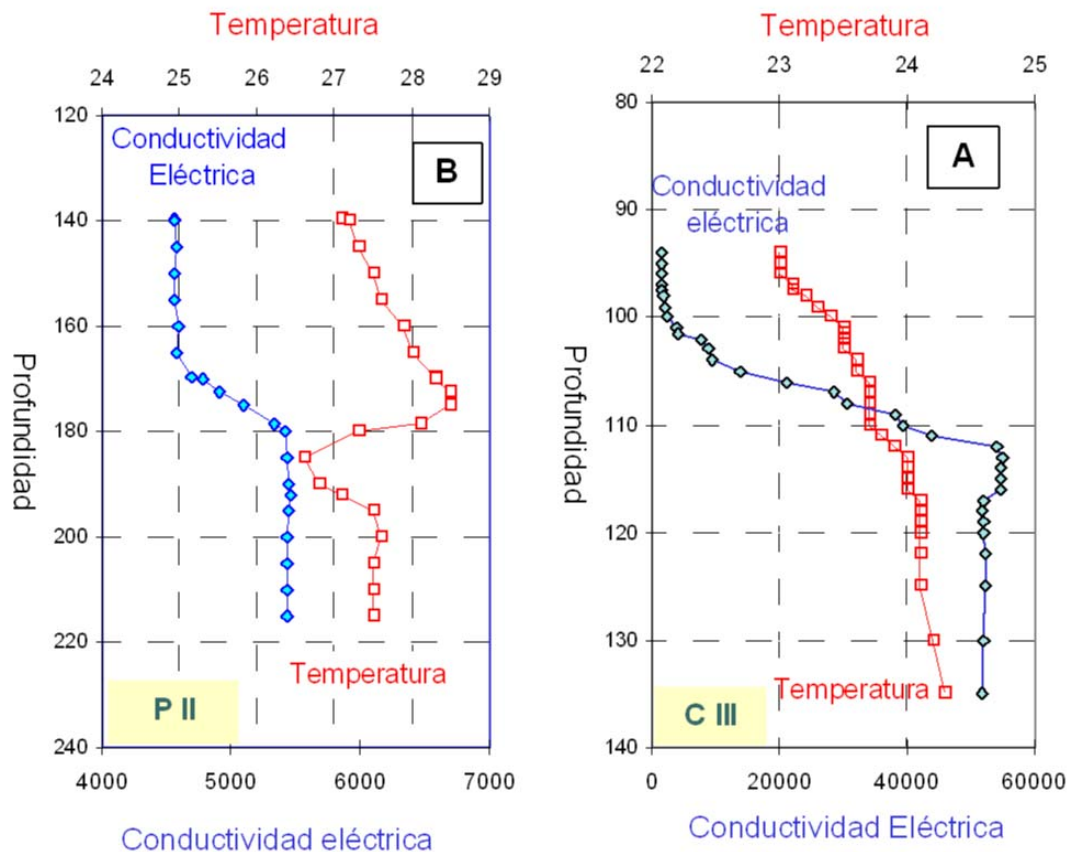 Temperatura
24 25 26 27 28 29
120
140
160
180
200
220
240
Profundidad
Conductividad
Eléctrica
B
Temperatura
P II
4000 5000 6000 7000
Conductividad eléctrica
Temperatura
22 23 24 25
80
90
100
110
120
130
140
Profundidad
Conductividad
eléctrica
A
Temperatura
C III
0 20000 40000 60000
Conductividad Eléctrica